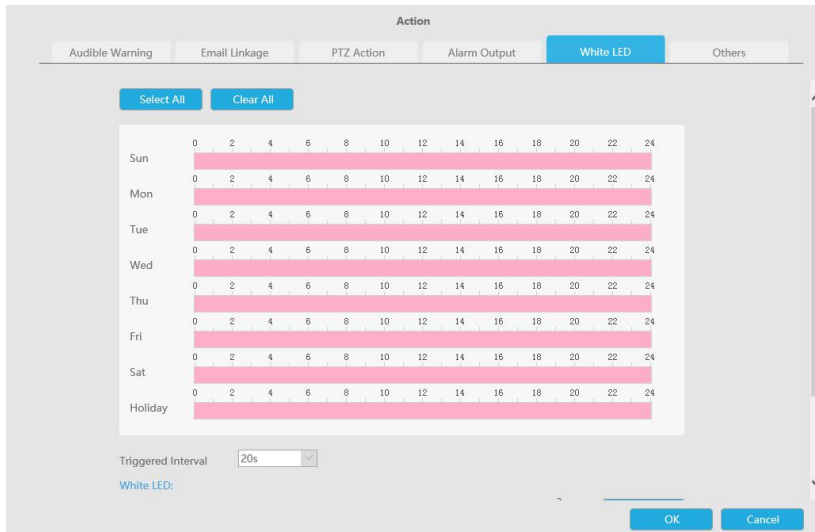 Action
Audible Warning Email Linkage PTZ Action Alarm Output White LED Others
Select All Clear All
0 2 4 6 8 10 12 14 16 18 20 22 24
Sun
0 2 4 6 8 10 12 14 16 18 20 22 24
Mon
0 2 4 6 8 10 12 14 16 18 20 22 24
Tue
0 2 4 6 8 10 12 14 16 18 20 22 24
Wed
0 2 4 6 8 10 12 14 16 18 20 22 24
Thu
0 2 4 6 8 10 12 14 16 18 20 22 24
Fri
0 2 4 6 8 10 12 14 16 18 20 22 24
Sat
0 2 4 6 8 10 12 14 16 18 20 22 24
Holiday
Triggered Interval 20s
White LED:
OK Cancel